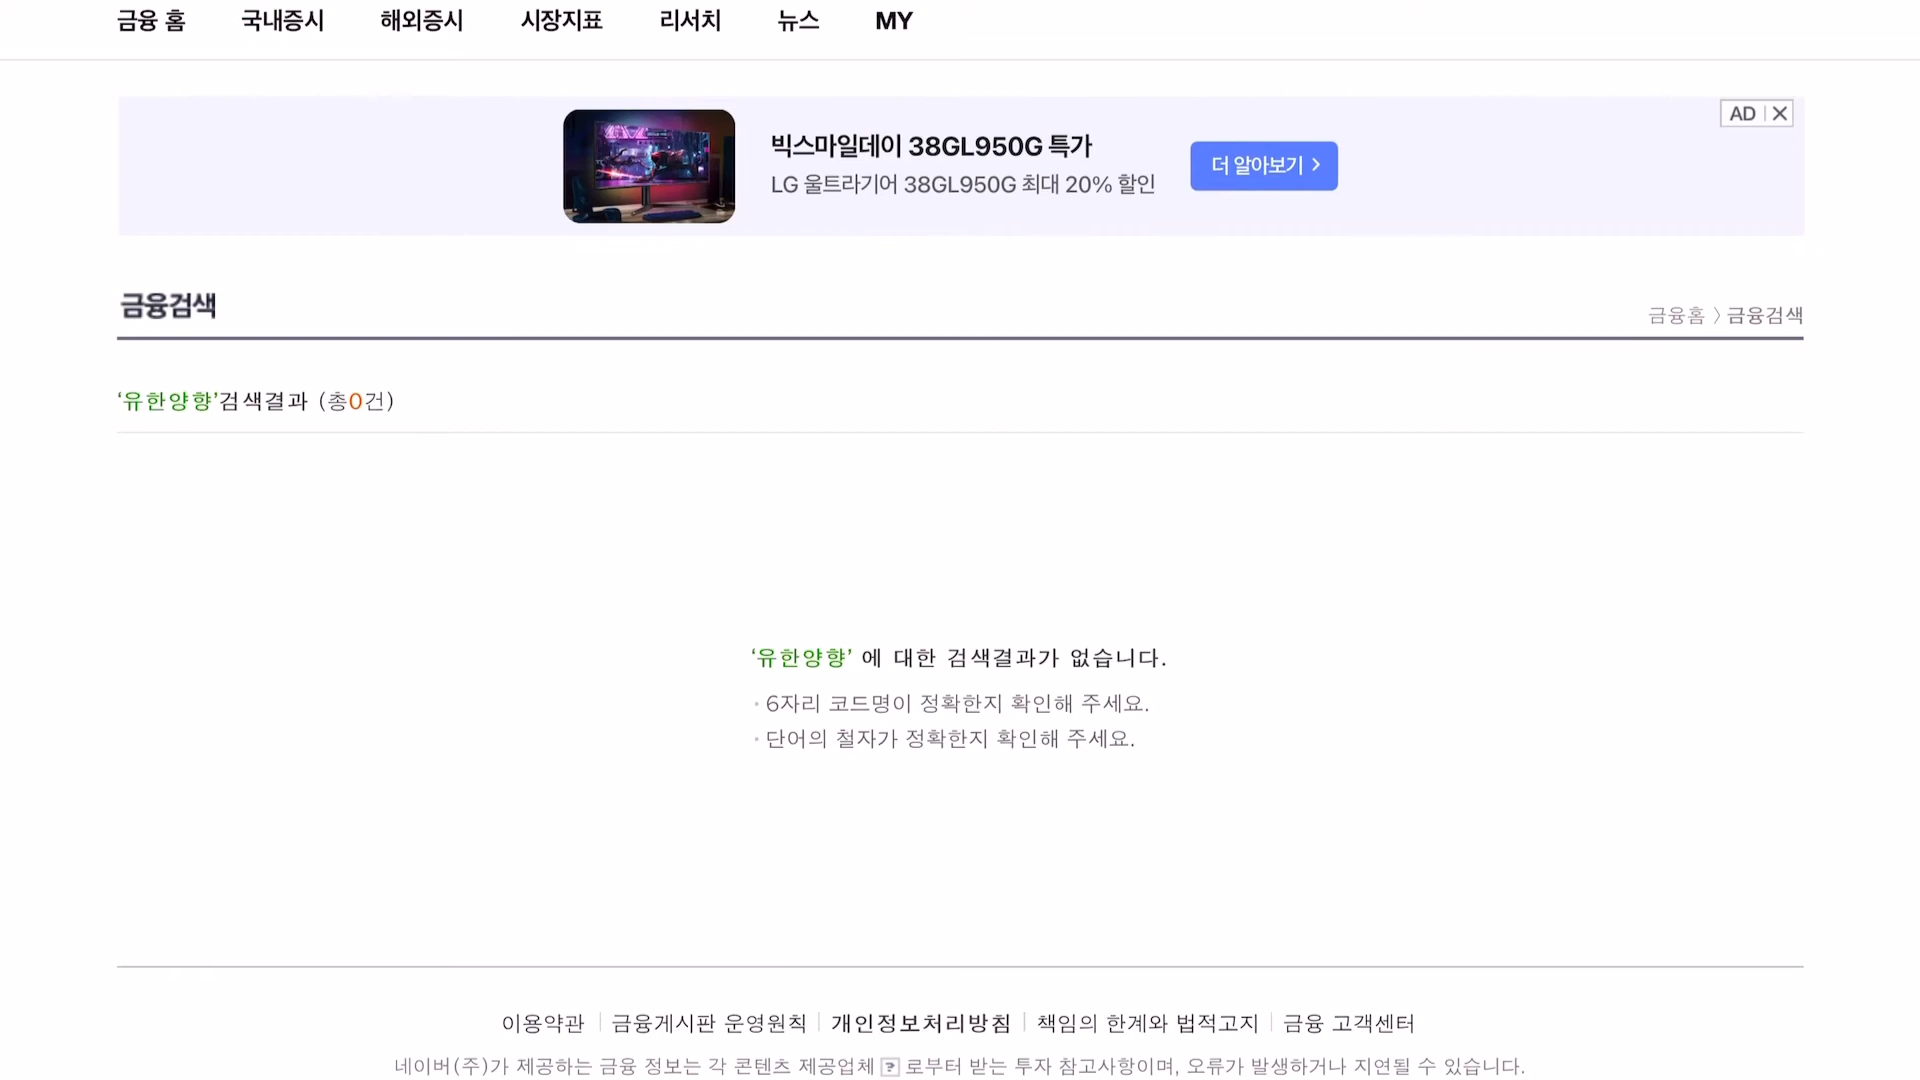 금융 홈 국내증시 해외증시 시장지표 리서치 뉴스 MY
AD
빅스마일데이 38GL950G 특가
LG 울트라기어 38GL950G 최대 20% 할인
더 알아보기
금융검색
금융홈 > 금융검색
‘유한양향’검색결과 (총0건)
‘유한양향’ 에 대한 검색결과가 없습니다.
· 6자리 코드명이 정확한지 확인해 주세요.
· 단어의 철자가 정확한지 확인해 주세요.
이용약관 금융게시판 운영원칙 개인정보처리방침 책임의 한계와 법적고지 금융 고객센터
네이버(주)가 제공하는 금융 정보는 각 콘텐츠 제공업체 ? 로부터 받는 투자 참고사항이며, 오류가 발생하거나 지연될 수 있습니다.